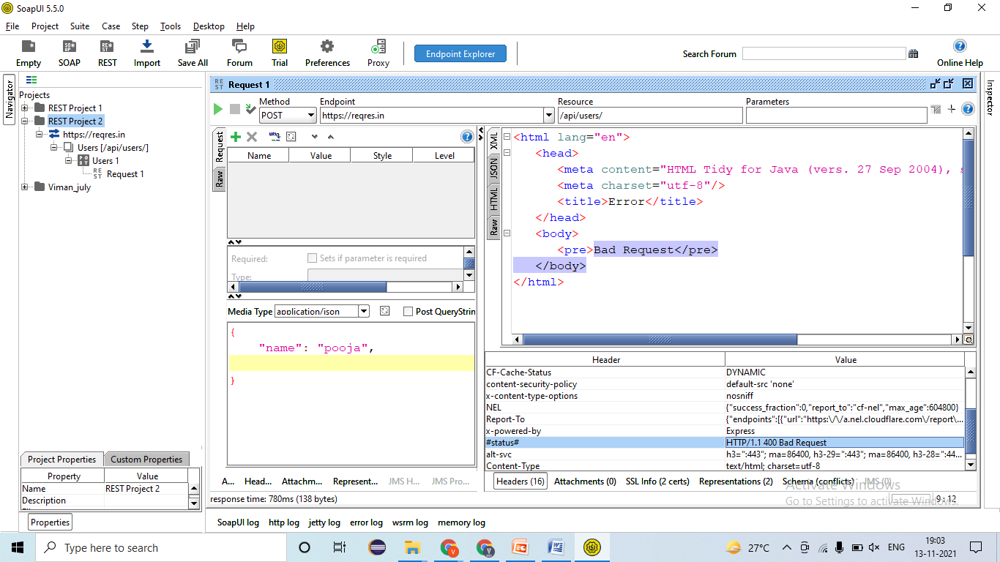 SoapUI 5.5.0
File Project Suite Case Step Tools Desktop Help
Empty SOAP REST Import Save All Forum Trial Preferences Proxy Endpoint Explorer Search Forum Online Help
Navigator
Projects
REST Project 1
REST Project 2
https://reqres.in
Users [/api/users/]
Users 1
Request 1
Viman_july
Project Properties Custom Properties
Property Value
Name REST Project 2
Description
Properties
Request 1
Method Endpoint Resource Parameters
POST https://reqres.in /api/users/
Request
Raw
Name Value Style Level
Required: Sets if parameter is required
Type:
Media Type application/json Post QueryStrin
{
"name": "pooja",
}
A... Head... Attachm... Represent... JMS H... JMS Pro...
XML
JSON
HTML
Raw
<html lang="en">
<head>
<meta content="HTML Tidy for Java (vers. 27 Sep 2004), s
<meta charset="utf-8"/>
<title>Error</title>
</head>
<body>
<pre>Bad Request</pre>
</body>
</html>
Header Value
CF-Cache-Status DYNAMIC
content-security-policy default-src 'none'
x-content-type-options nosniff
NEL {"success_fraction":0,"report_to":"cf-nel","max_age":604800}
Report-To {"endpoints":[{"url":"https:\/\/a.nel.cloudflare.com\/report\...
x-powered-by Express
#status# HTTP/1.1 400 Bad Request
alt-svc h3=":443"; ma=86400, h3-29=":443"; ma=86400, h3-28=":44...
Content-Type text/html; charset=utf-8
Headers (16) Attachments (0) SSL Info (2 certs) Representations (2) Schema (conflicts) JMS (0)
Activate Windows
Go to Settings to activate Windows.
response time: 780ms (138 bytes)
9 : 12
Inspector
SoapUI log http log jetty log error log wsrm log memory log
Type here to search
27°C ENG 19:03
13-11-2021